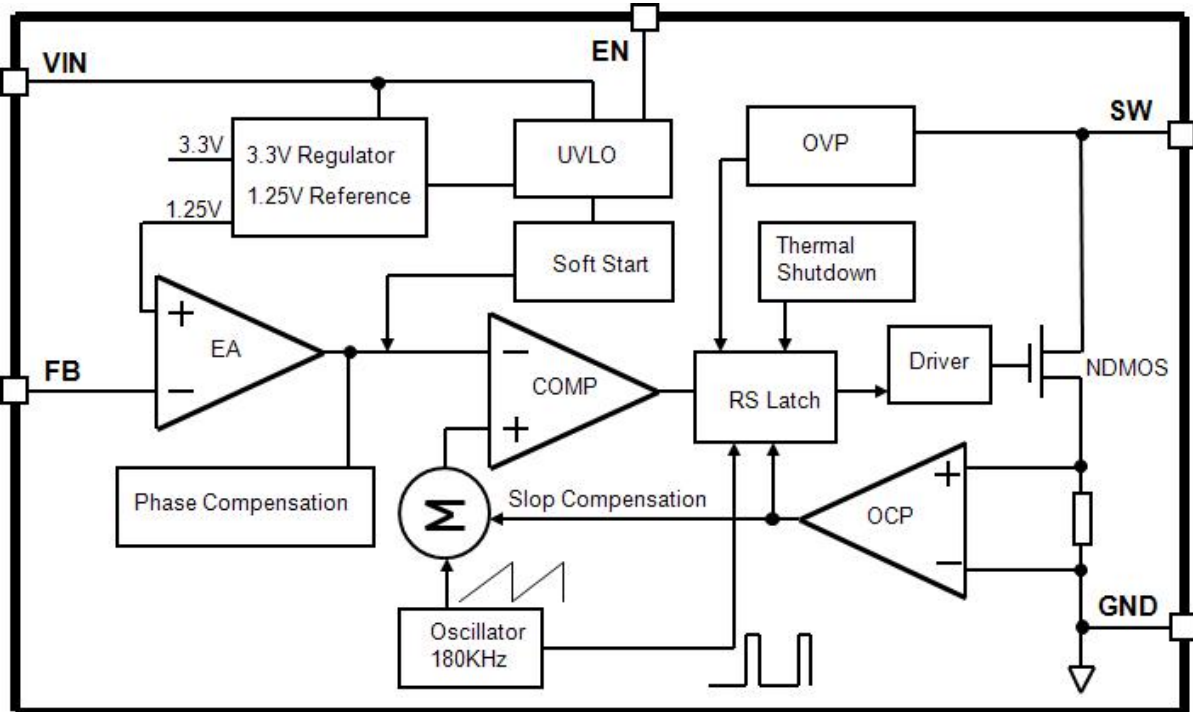 EN
VIN
SW
3.3V
3.3V Regulator
1.25V Reference
UVLO
OVP
1.25V
Soft Start
Thermal
Shutdown
+
EA
−
FB
−
COMP
+
RS Latch
Driver
NDMOS
Phase Compensation
Σ
Slop Compensation
+
OCP
−
GND
Oscillator
180KHz